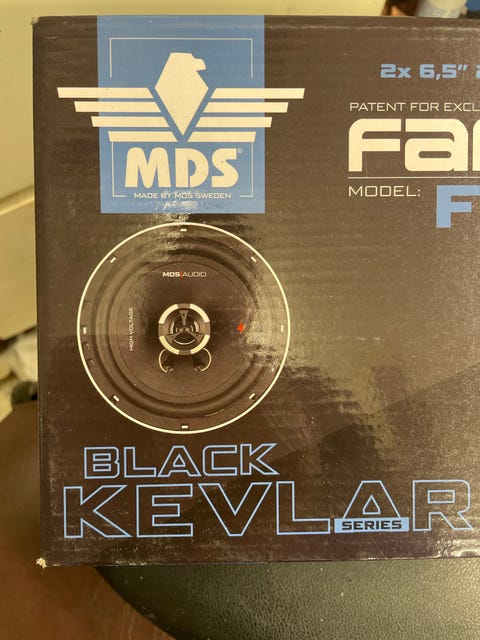 2x 6,5"
PATENT FOR EXCL
FAN
MODEL: F
MDS®
MADE BY MDS SWEDEN
MDS/AUDIO
HIGH VOLTAGE
BLACK
KEVLAR
SERIES